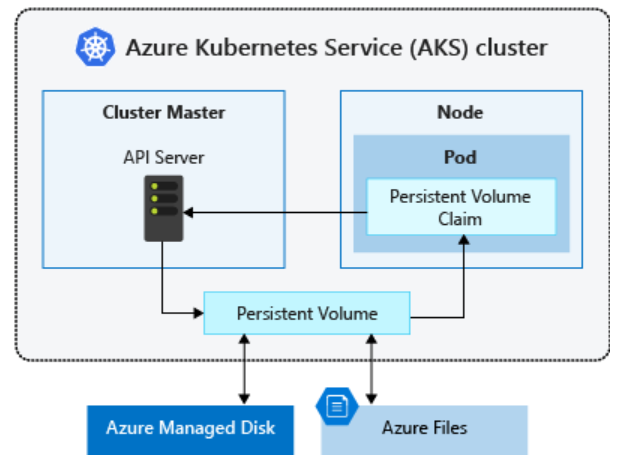 Azure Kubernetes Service (AKS) cluster
Cluster Master
API Server
Node
Pod
Persistent Volume
Claim
Persistent Volume
Azure Managed Disk
Azure Files